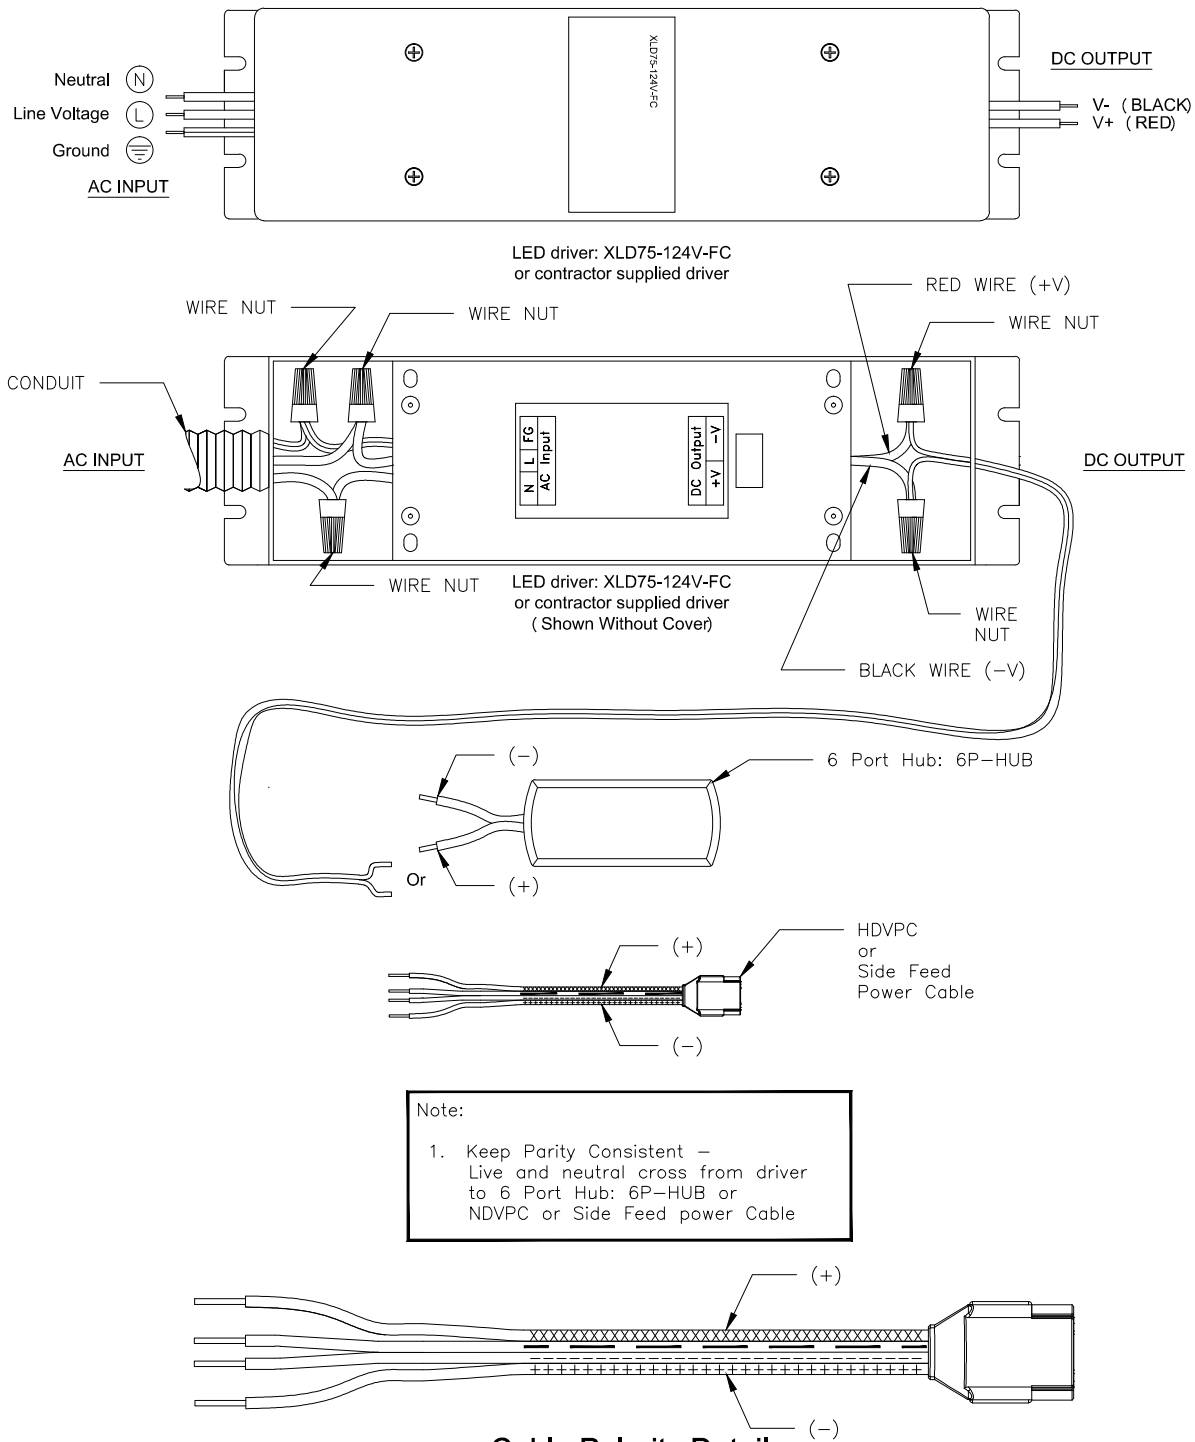 XLD75-124V-FC
Neutral N
Line Voltage L
Ground
AC INPUT
DC OUTPUT
V- (BLACK)
V+ (RED)
LED driver: XLD75-124V-FC
or contractor supplied driver
RED WIRE (+V)
WIRE NUT
WIRE NUT
WIRE NUT
CONDUIT
AC INPUT
N L FG
AC Input
DC Output
+V -V
DC OUTPUT
WIRE NUT
LED driver: XLD75-124V-FC
or contractor supplied driver
(Shown Without Cover)
WIRE
NUT
BLACK WIRE (-V)
(-)
6 Port Hub: 6P-HUB
Or
(+)
HDVPC
or
Side Feed
Power Cable
(+)
(-)
Note:
1. Keep Parity Consistent -
Live and neutral cross from driver
to 6 Port Hub: 6P-HUB or
NDVPC or Side Feed power Cable
(+)
(-)